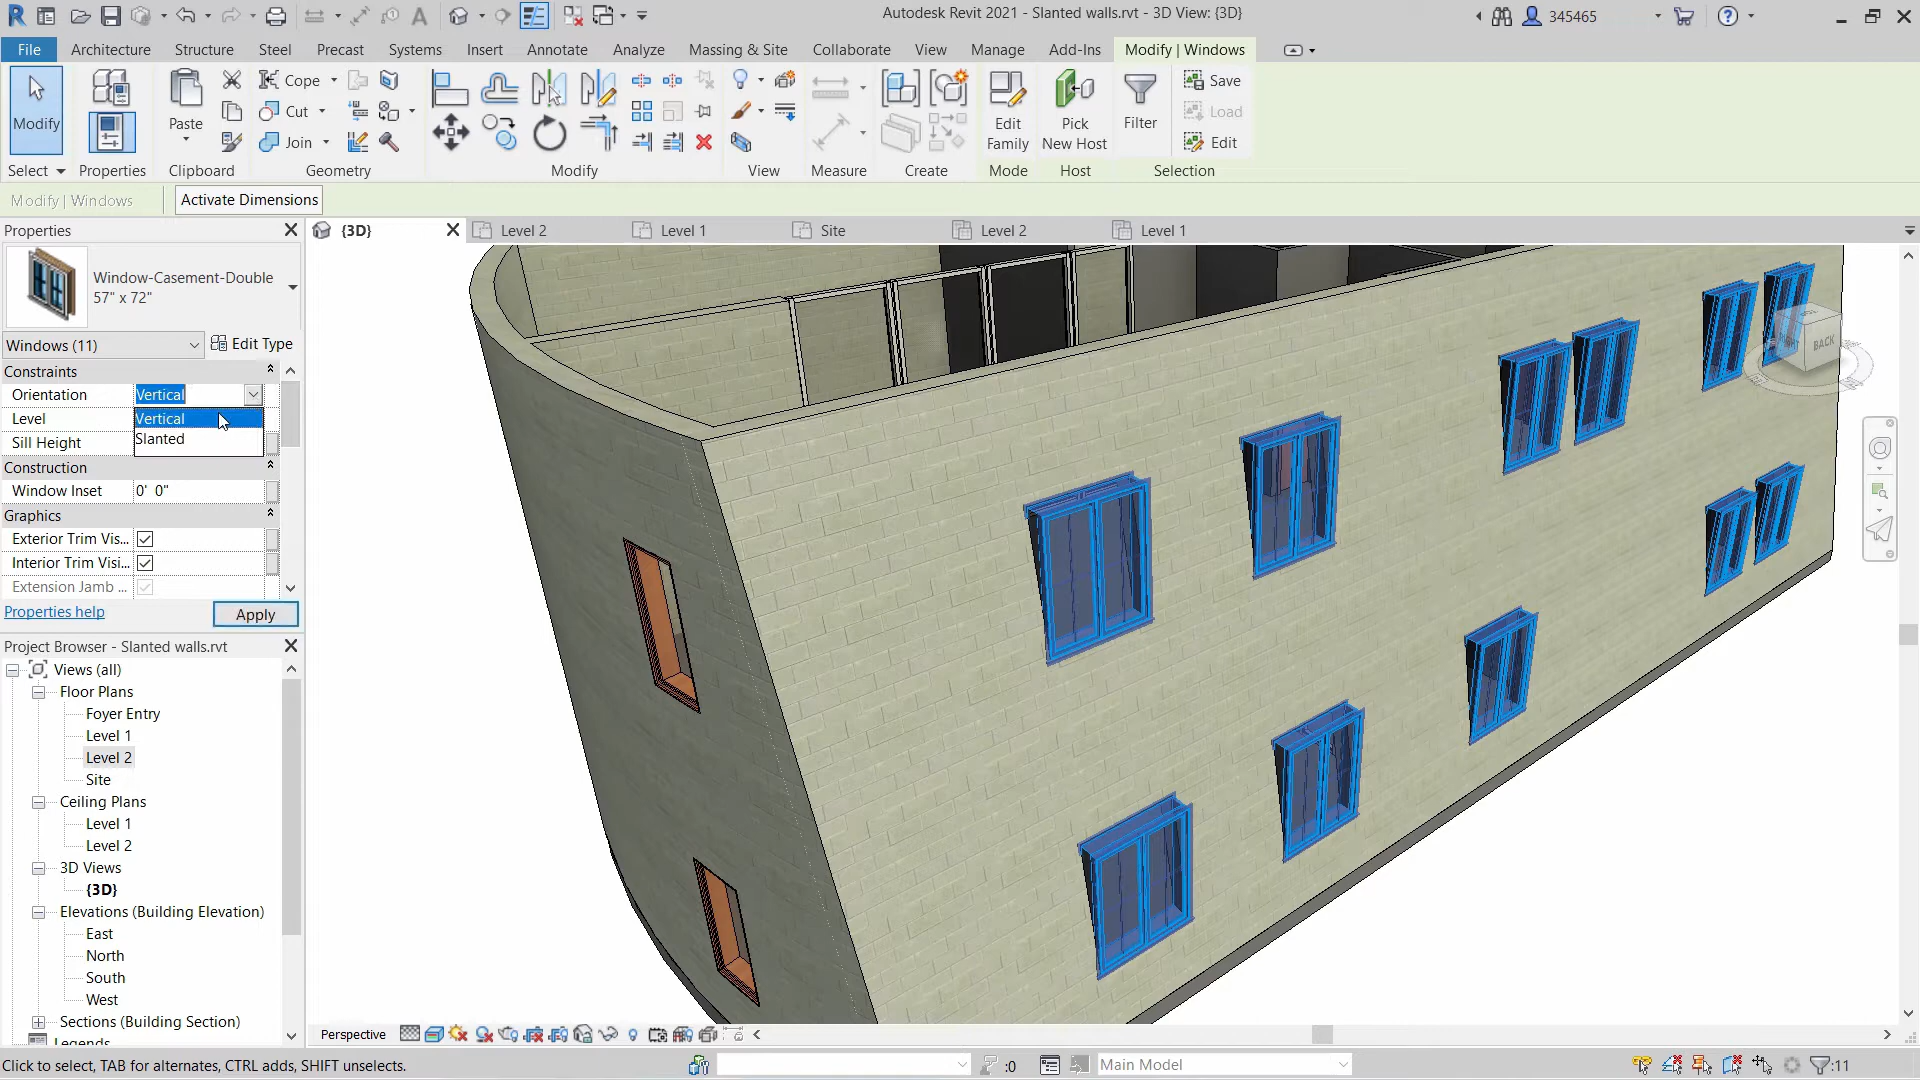 Autodesk Revit 2021 - Slanted walls.rvt - 3D View: {3D}
345465
File Architecture Structure Steel Precast Systems Insert Annotate Analyze Massing & Site Collaborate View Manage Add-Ins Modify | Windows
Modify
Paste
Cope
Cut
Join
Edit Family
Pick New Host
Filter
Save
Load
Edit
Select Properties Clipboard Geometry Modify View Measure Create Mode Host Selection
Modify | Windows
Activate Dimensions
Properties
{3D} Level 2 Level 1 Site Level 2 Level 1
Window-Casement-Double
57" x 72"
Windows (11)
Edit Type
Constraints
Orientation Vertical
Level
Vertical
Slanted
Sill Height
Construction
Window Inset 0' 0"
Graphics
Exterior Trim Vis...
Interior Trim Visi...
Extension Jamb ...
Properties help
Apply
Project Browser - Slanted walls.rvt
Views (all)
Floor Plans
Foyer Entry
Level 1
Level 2
Site
Ceiling Plans
Level 1
Level 2
3D Views
{3D}
Elevations (Building Elevation)
East
North
South
West
Sections (Building Section)
Legends
BACK
Perspective
Click to select, TAB for alternates, CTRL adds, SHIFT unselects.
:0
Main Model
:11